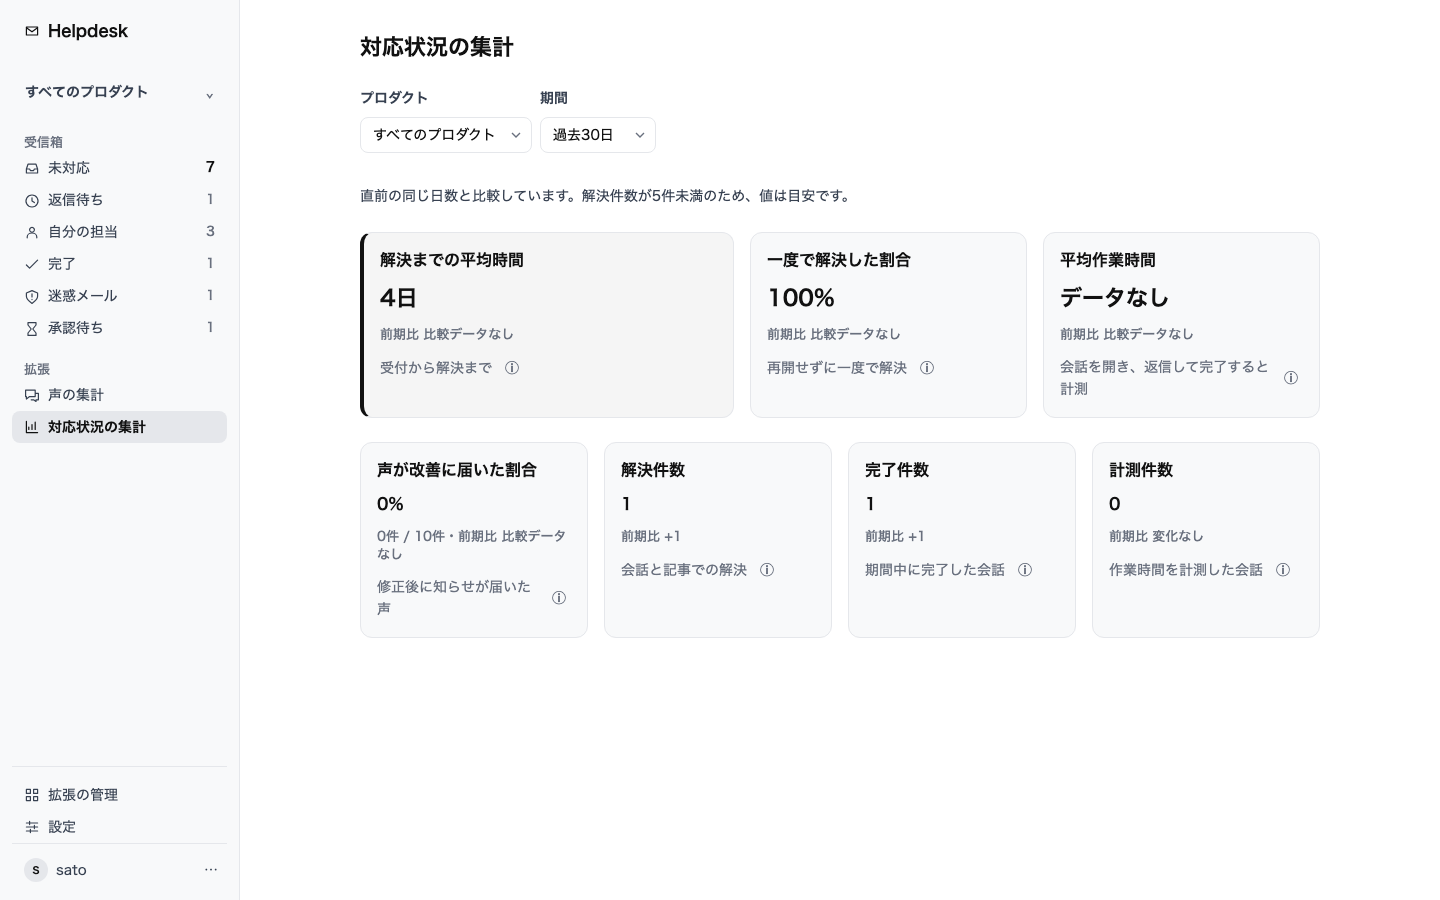 Helpdesk
すべてのプロダクト
受信箱
未対応 7
返信待ち 1
自分の担当 3
完了 1
迷惑メール 1
承認待ち 1
拡張
声の集計
対応状況の集計
拡張の管理
設定
S sato ...
対応状況の集計
プロダクト 期間
すべてのプロダクト 過去30日
直前の同じ日数と比較しています。解決件数が5件未満のため、値は目安です。
解決までの平均時間
4日
前期比 比較データなし
受付から解決まで
一度で解決した割合
100%
前期比 比較データなし
再開せずに一度で解決
平均作業時間
データなし
前期比 比較データなし
会話を開き、返信して完了すると
計測
声が改善に届いた割合
0%
0件 / 10件・前期比 比較データ
なし
修正後に知らせが届いた
声
解決件数
1
前期比 +1
会話と記事での解決
完了件数
1
前期比 +1
期間中に完了した会話
計測件数
0
前期比 変化なし
作業時間を計測した会話